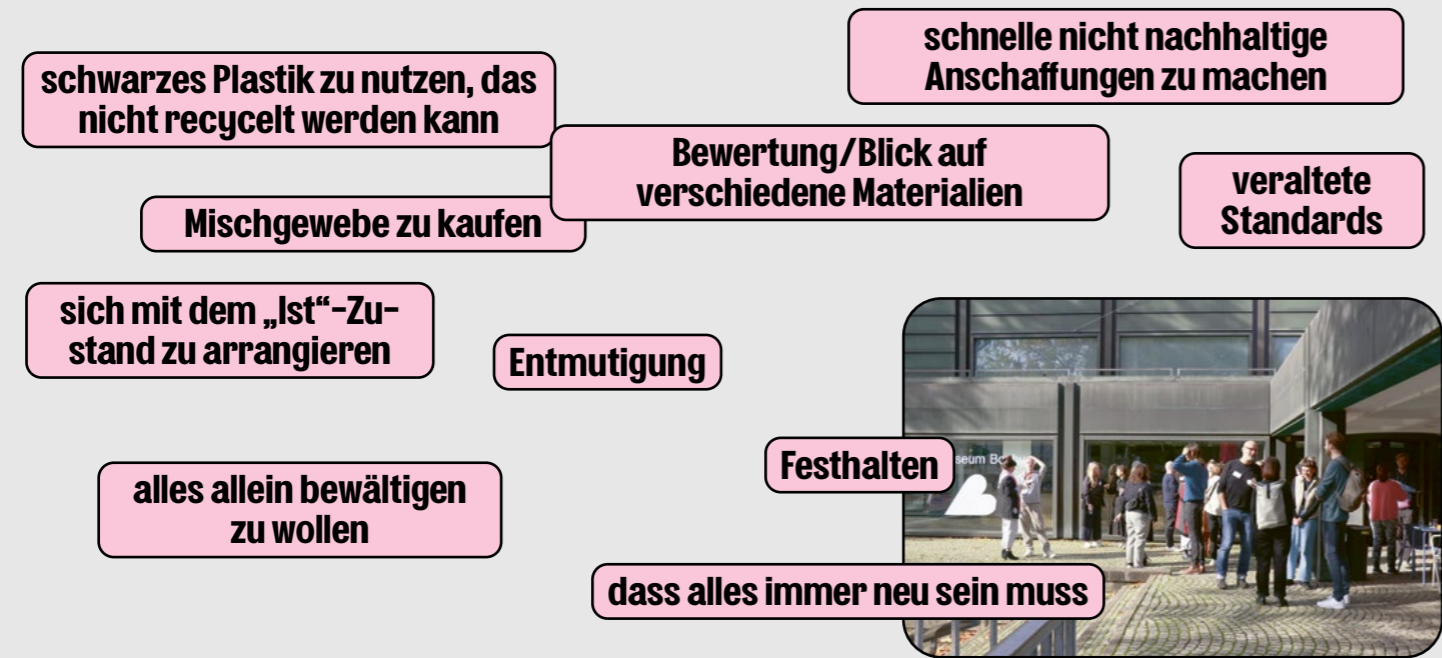 schnelle nicht nachhaltige
Anschaffungen zu machen
schwarzes Plastik zu nutzen, das
nicht recycelt werden kann
Bewertung/Blick auf
verschiedene Materialien
veraltete
Standards
Mischgewebe zu kaufen
sich mit dem „Ist“-Zu-
stand zu arrangieren
Entmutigung
Festhalten
alles allein bewältigen
zu wollen
dass alles immer neu sein muss